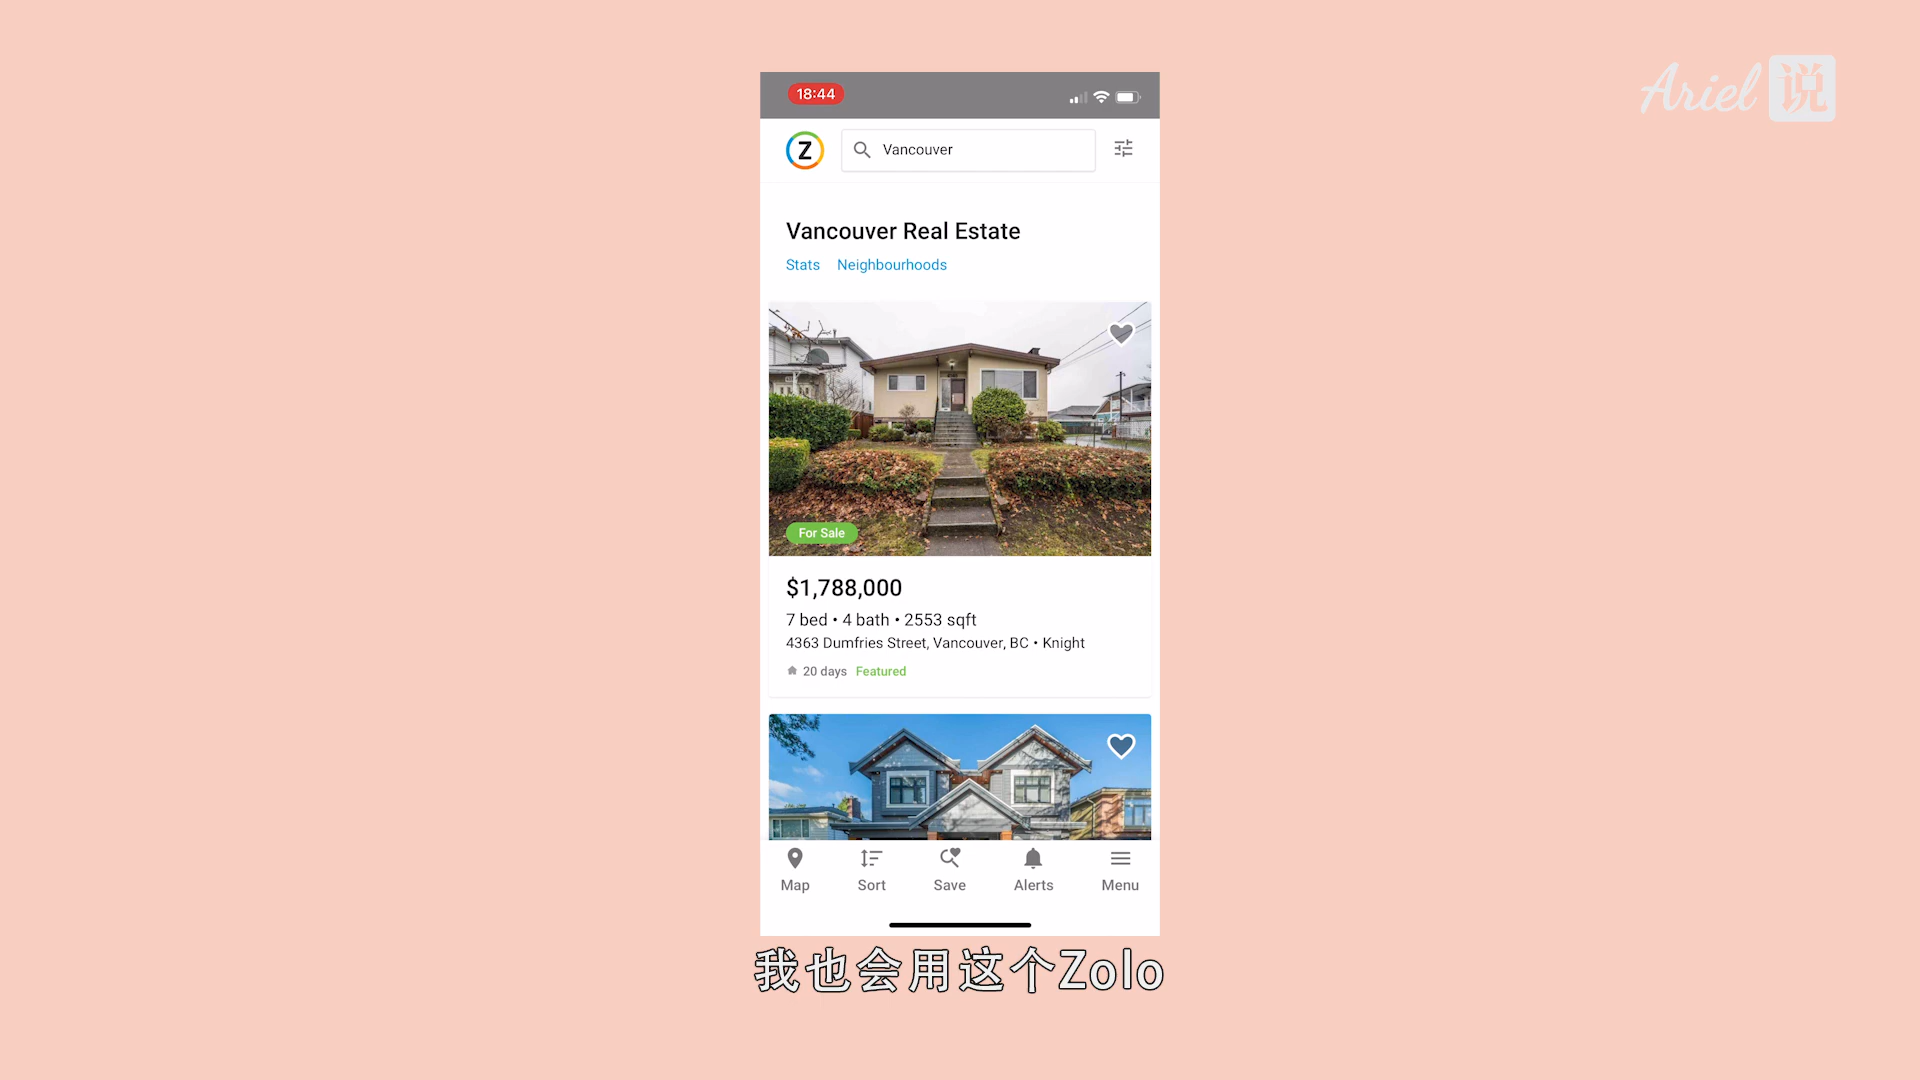 Ariel 说
18:44
Z
Vancouver
Vancouver Real Estate
Stats Neighbourhoods
For Sale
$1,788,000
7 bed • 4 bath • 2553 sqft
4363 Dumfries Street, Vancouver, BC • Knight
20 days Featured
Map Sort Save Alerts Menu
我也会用这个Zolo